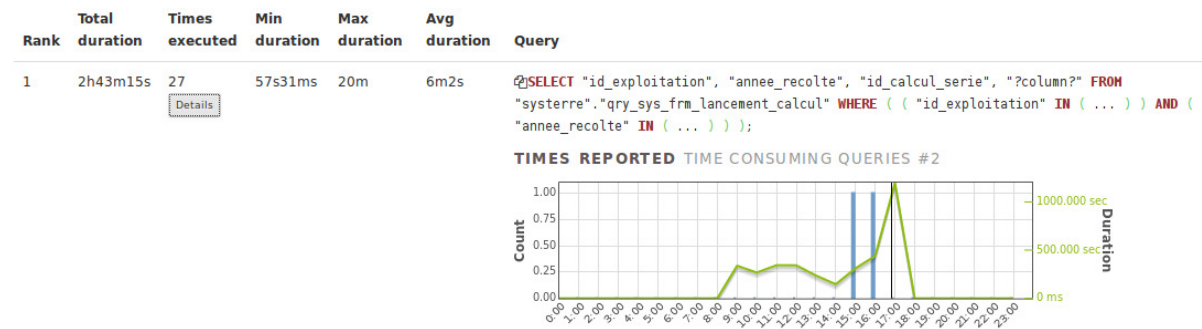 Rank Total duration Times executed Min duration Max duration Avg duration Query
1 2h43m15s 27 57s31ms 20m 6m2s
Details
SELECT "id_exploitation", "annee_recolte", "id_calcul_serie", "?column?" FROM
"systerre"."qry_sys_frm_lancement_calcul" WHERE ( ( "id_exploitation" IN ( ... ) ) AND (
"annee_recolte" IN ( ... ) ) );
TIMES REPORTED TIME CONSUMING QUERIES #2
Count
1.00
0.75
0.50
0.25
0.00
1000.000 sec
500.000 sec
0 ms
Duration
0:00 1:00 2:00 3:00 4:00 5:00 6:00 7:00 8:00 9:00 10:00 11:00 12:00 13:00 14:00 15:00 16:00 17:00 18:00 19:00 20:00 21:00 22:00 23:00